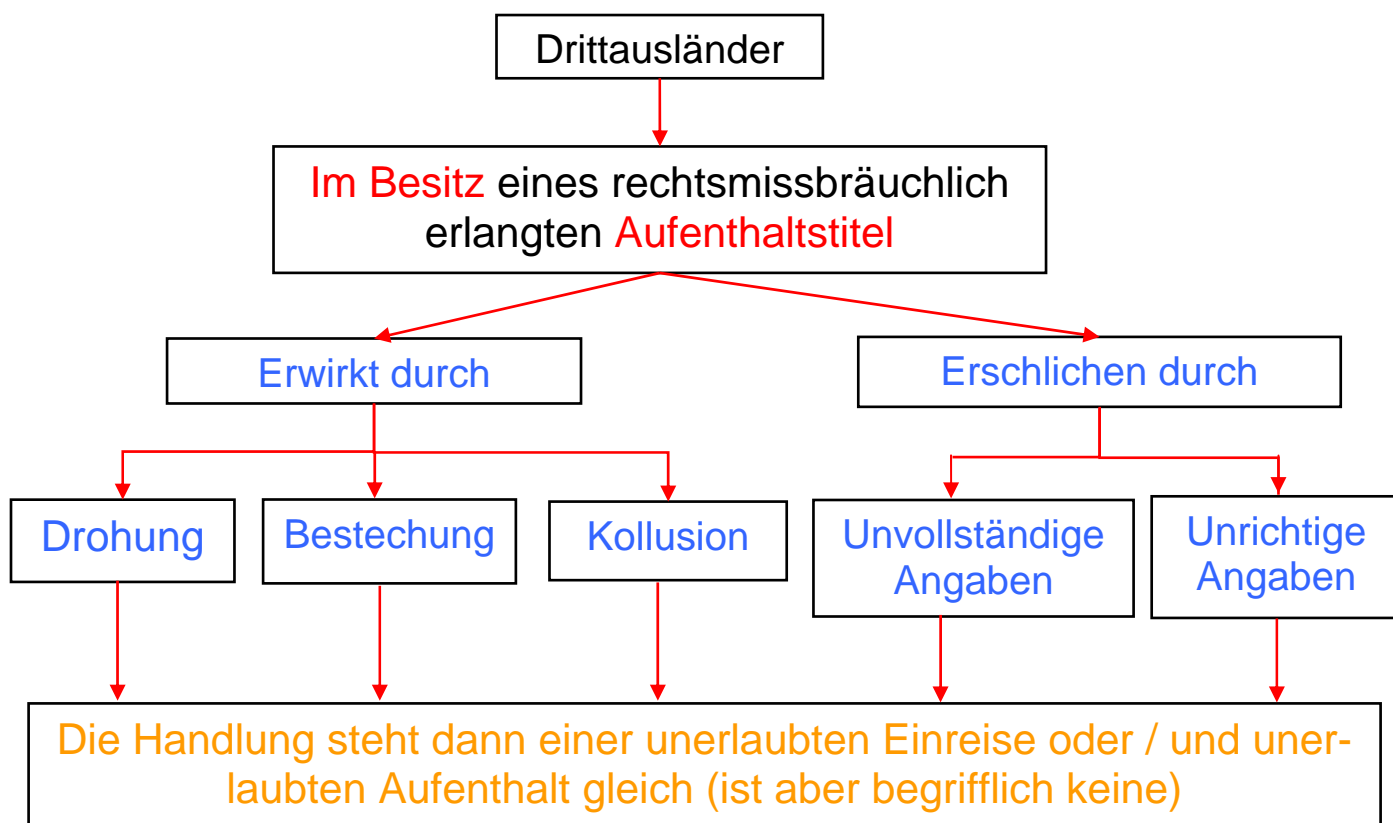 Drittausländer
Im Besitz eines rechtsmissbräuchlich
erlangten Aufenthaltstitel
Erwirkt durch
Erschlichen durch
Drohung
Bestechung
Kollusion
Unvollständige
Angaben
Unrichtige
Angaben
Die Handlung steht dann einer unerlaubten Einreise oder / und uner-
laubten Aufenthalt gleich (ist aber begrifflich keine)